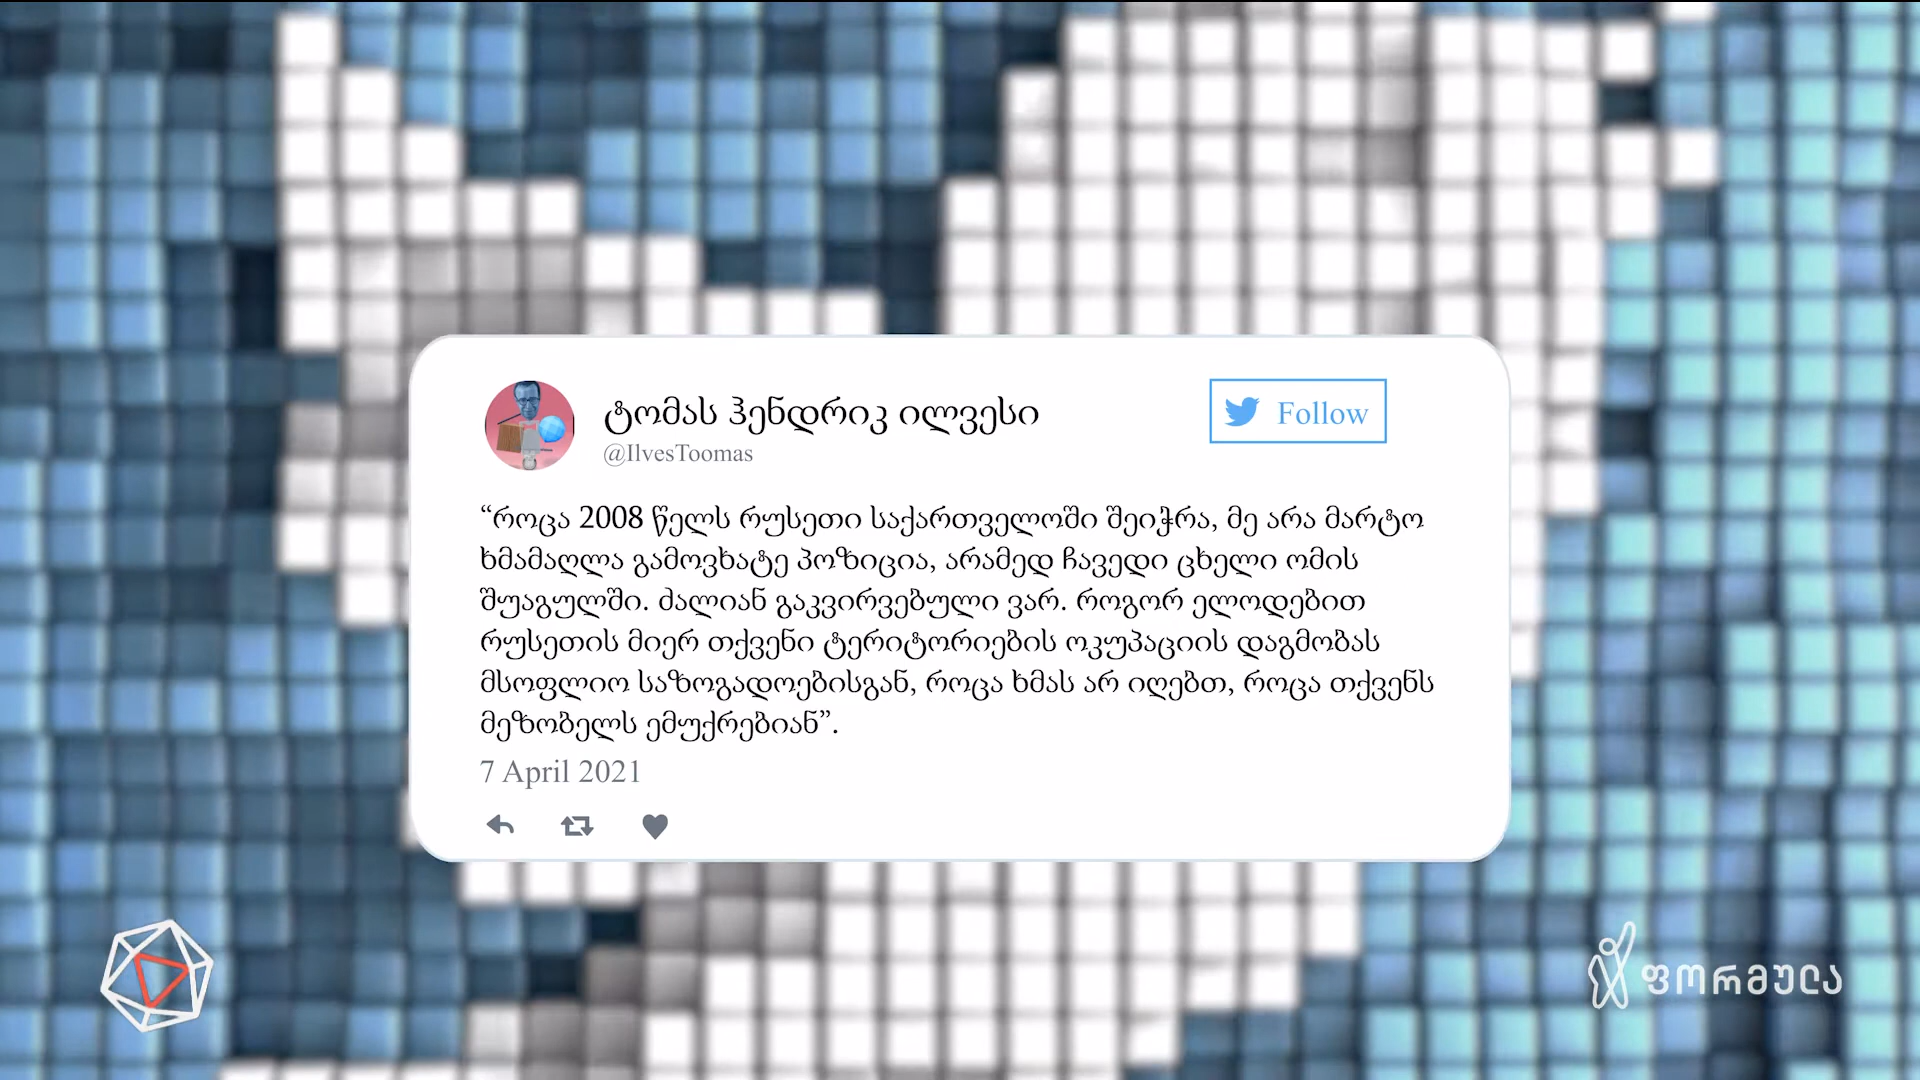 ტომას ჰენდრიკ ილვესი
@IlvesToomas
Follow
“როცა 2008 წელს რუსეთი საქართველოში შეიჭრა, მე არა მარტო
ხმამაღლა გამოვხატე პოზიცია, არამედ ჩავედი ცხელი ომის
შუაგულში. ძალიან გაკვირვებული ვარ. როგორ ელოდებით
რუსეთის მიერ თქვენი ტერიტორიების ოკუპაციის დაგმობას
მსოფლიო საზოგადოებისგან, როცა ხმას არ იღებთ, როცა თქვენს
მეზობელს ემუქრებიან”.
7 April 2021
ფორმულა